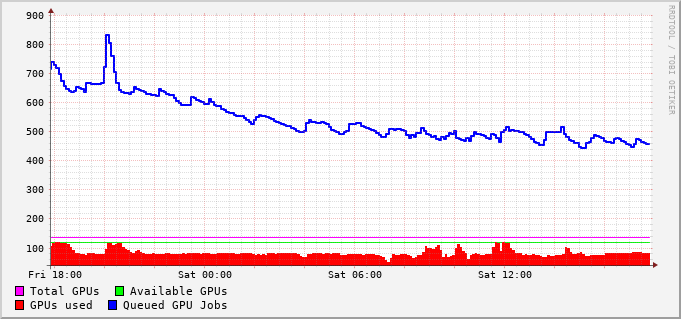 900
800
700
600
500
400
300
200
100
Fri 18:00 Sat 00:00 Sat 06:00 Sat 12:00
Total GPUs Available GPUs
GPUs used Queued GPU Jobs
RRDTOOL / TOBI OETIKER